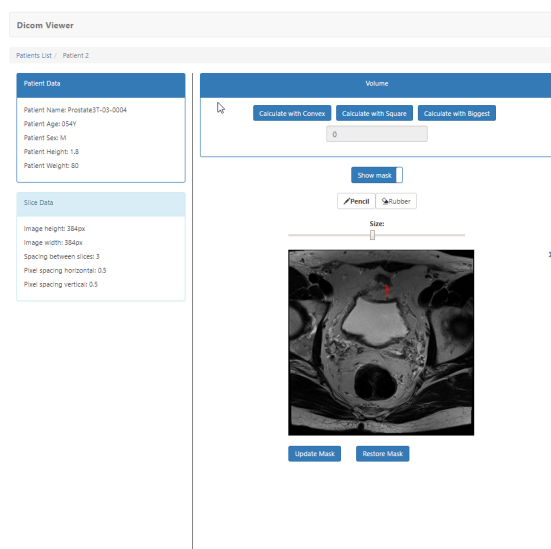 Dicom Viewer
Patients List / Patient 2
Patient Data
Patient Name: Prostate3T-03-0004
Patient Age: 054Y
Patient Sex: M
Patient Height: 1.8
Patient Weight: 80
Slice Data
Image height: 384px
Image width: 384px
Spacing between slices: 3
Pixel spacing horizontal: 0.5
Pixel spacing vertical: 0.5
Volume
Calculate with Convex Calculate with Square Calculate with Biggest
0
Show mask
Pencil Rubber
Size:
Update Mask Restore Mask